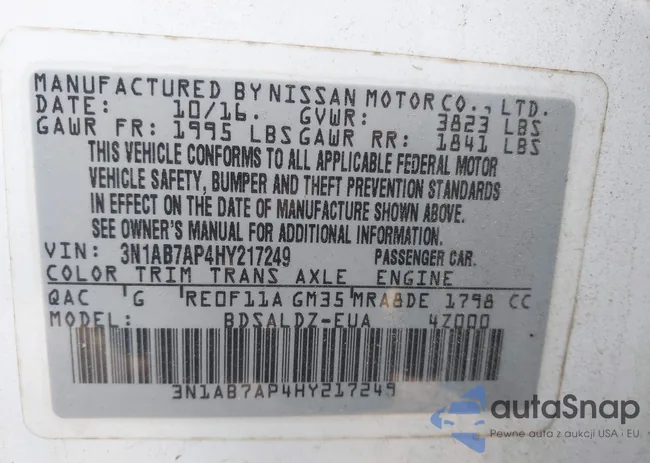 MANUFACTURED BY NISSAN MOTOR CO., LTD.
DATE: 10/16. GVWR: 3823 LBS
GAWR FR: 1995 LBS GAWR RR: 1841 LBS
THIS VEHICLE CONFORMS TO ALL APPLICABLE FEDERAL MOTOR
VEHICLE SAFETY, BUMPER AND THEFT PREVENTION STANDARDS
IN EFFECT ON THE DATE OF MANUFACTURE SHOWN ABOVE.
SEE OWNER'S MANUAL FOR ADDITIONAL INFORMATION.
VIN: 3N1AB7AP4HY217249 PASSENGER CAR.
COLOR TRIM TRANS AXLE ENGINE
QAC G RE0F11A GM35 MRA8DE 1798 CC
MODEL: BDSALDZ-EUA 4Z000
3N1AB7AP4HY217249
autaSnap
Pewne auta z aukcji USA i EU.